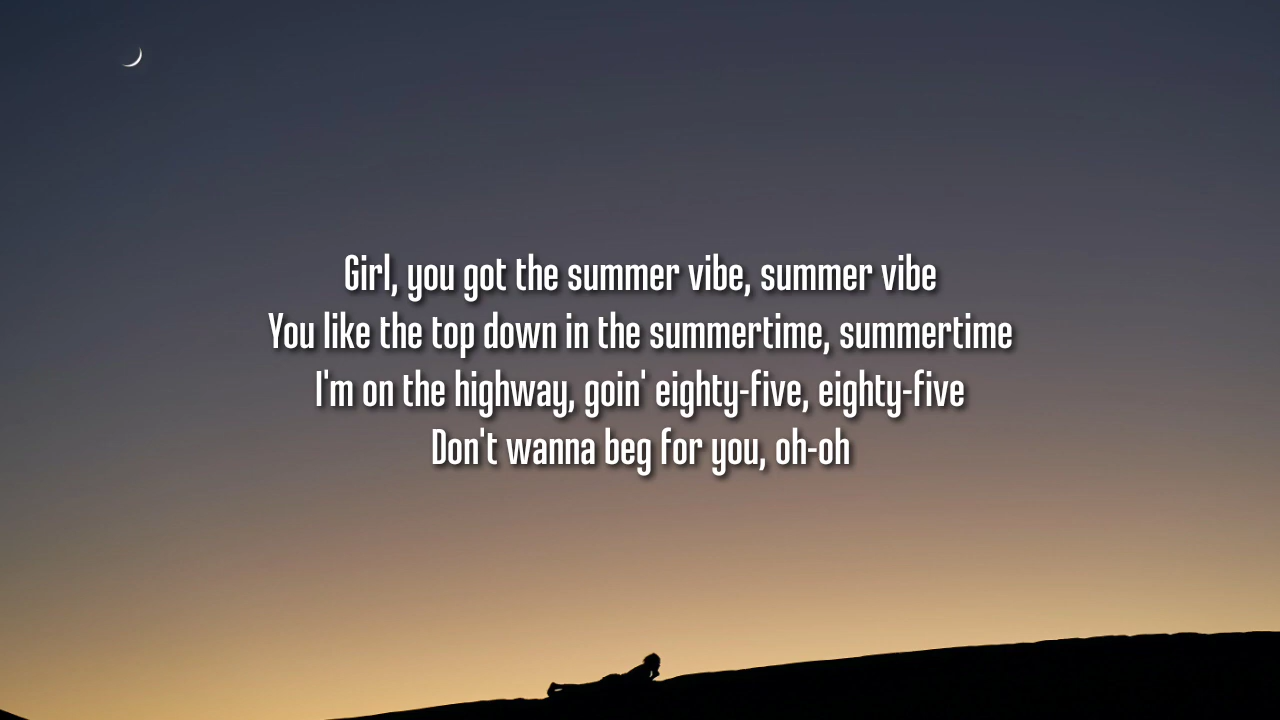 Girl, you got the summer vibe, summer vibe
You like the top down in the summertime, summertime
I'm on the highway, goin' eighty-five, eighty-five
Don't wanna beg for you, oh-oh